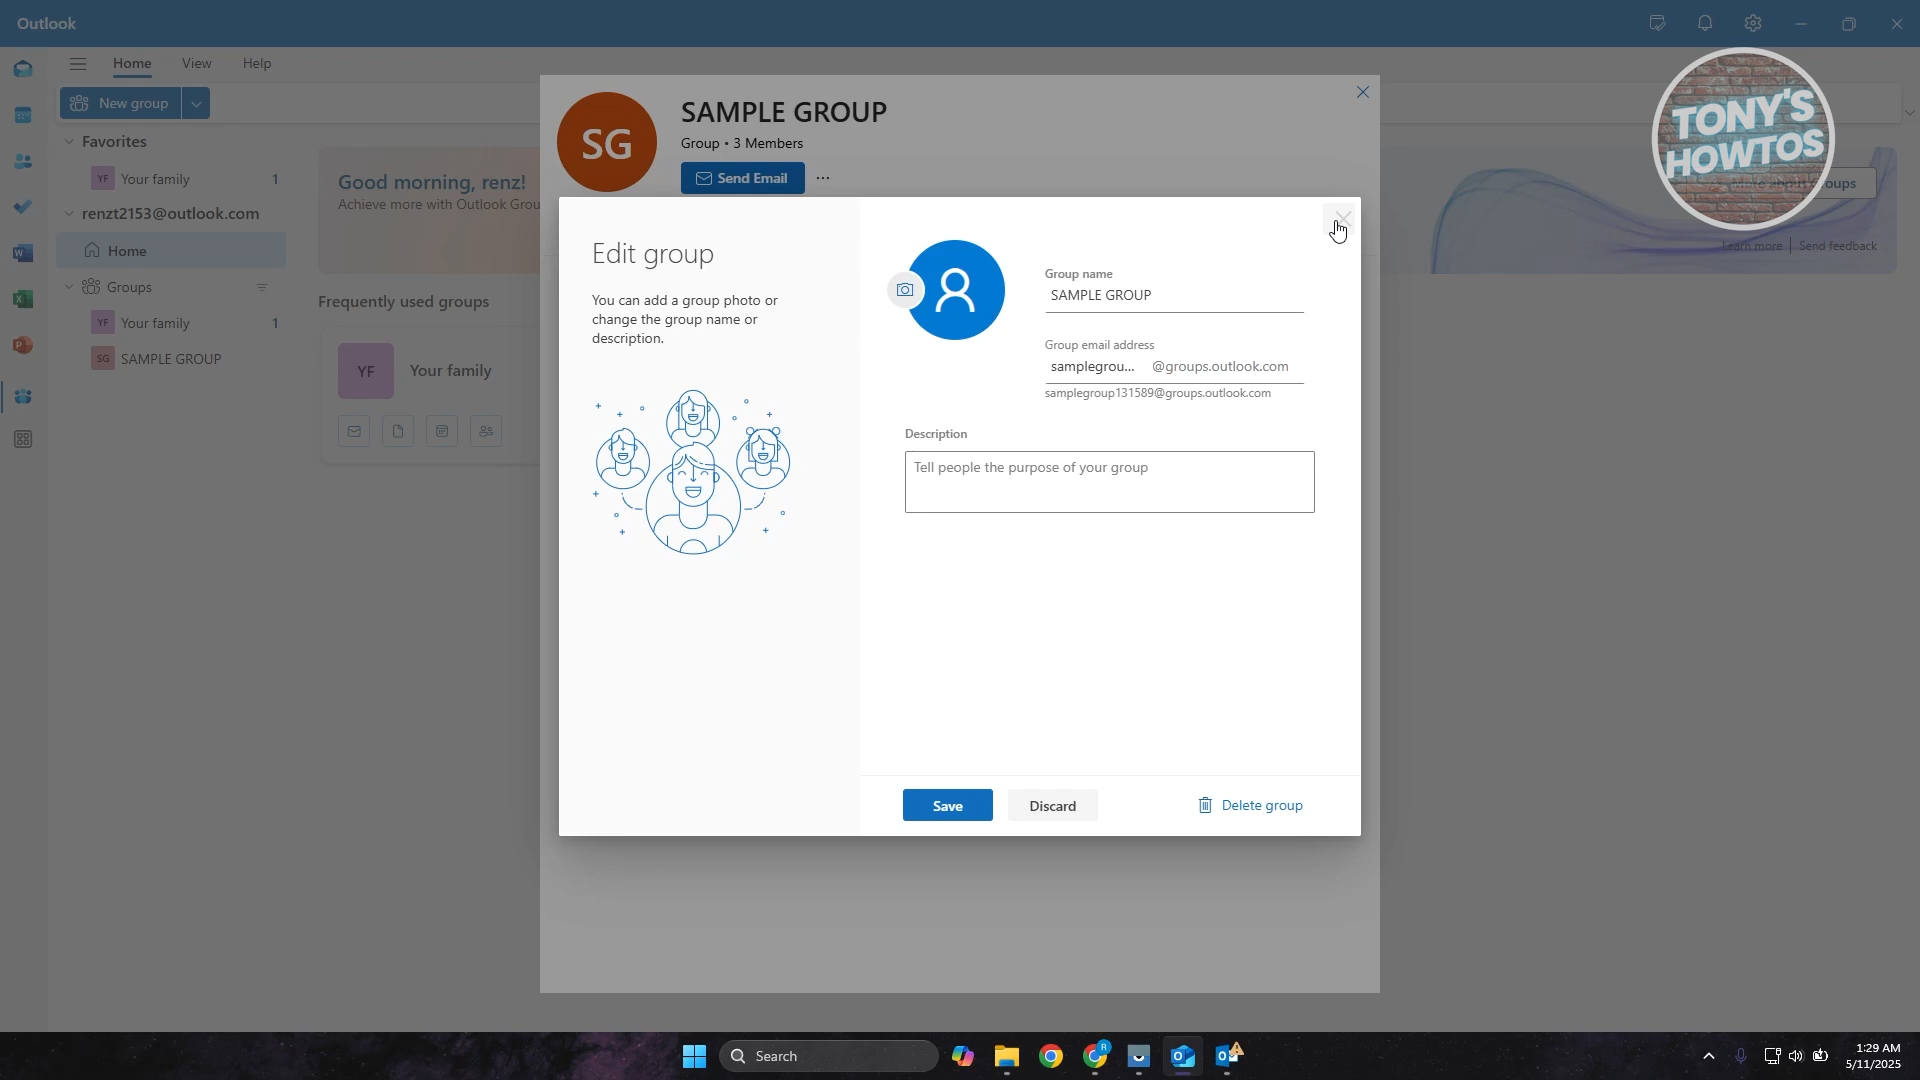 Outlook
Home
View
Help
New group
Favorites
YF Your family 1
renzt2153@outlook.com
Home
Groups
YF Your family 1
SG SAMPLE GROUP
Good morning, renz!
Achieve more with Outlook Grou
Frequently used groups
YF Your family
SG
SAMPLE GROUP
Group • 3 Members
Send Email
TONY'S
HOWTOS
Learn more
Send feedback
Edit group
You can add a group photo or
change the group name or
description.
Group name
SAMPLE GROUP
Group email address
samplegrou... @groups.outlook.com
samplegroup131589@groups.outlook.com
Description
Tell people the purpose of your group
Save
Discard
Delete group
Search
1:29 AM
5/11/2025